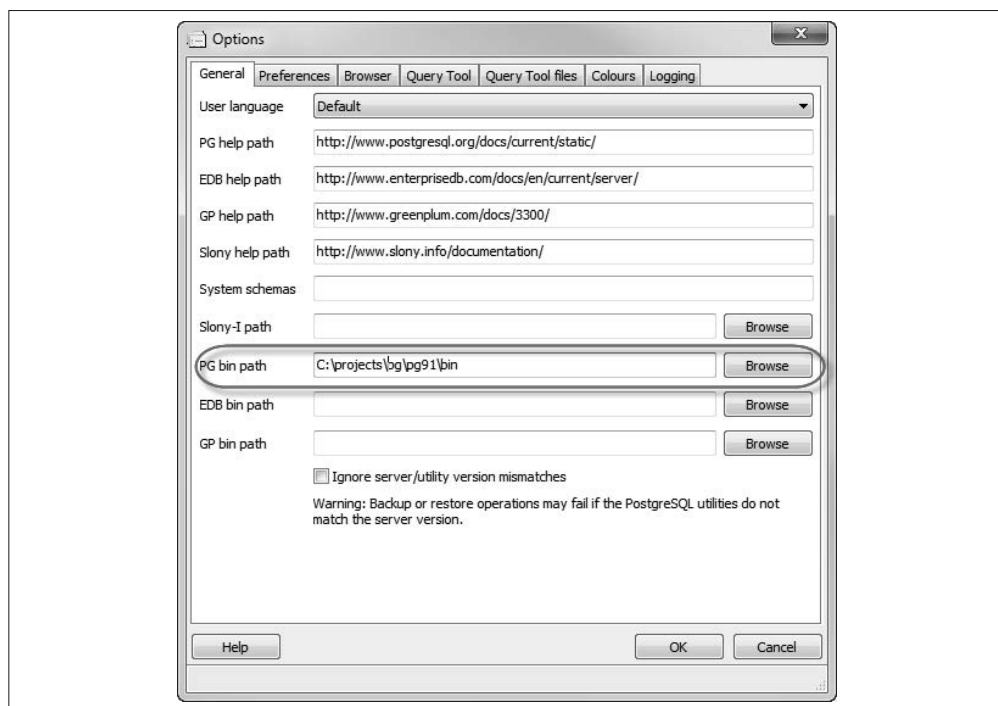 Options
General Preferences Browser Query Tool Query Tool files Colours Logging
User language Default
PG help path http://www.postgresql.org/docs/current/static/
EDB help path http://www.enterprisedb.com/docs/en/current/server/
GP help path http://www.greenplum.com/docs/3300/
Slony help path http://www.slony.info/documentation/
System schemas
Slony-I path Browse
PG bin path C:\projects\pg\pg91\bin Browse
EDB bin path Browse
GP bin path Browse
Ignore server/utility version mismatches
Warning: Backup or restore operations may fail if the PostgreSQL utilities do not
match the server version.
Help OK Cancel